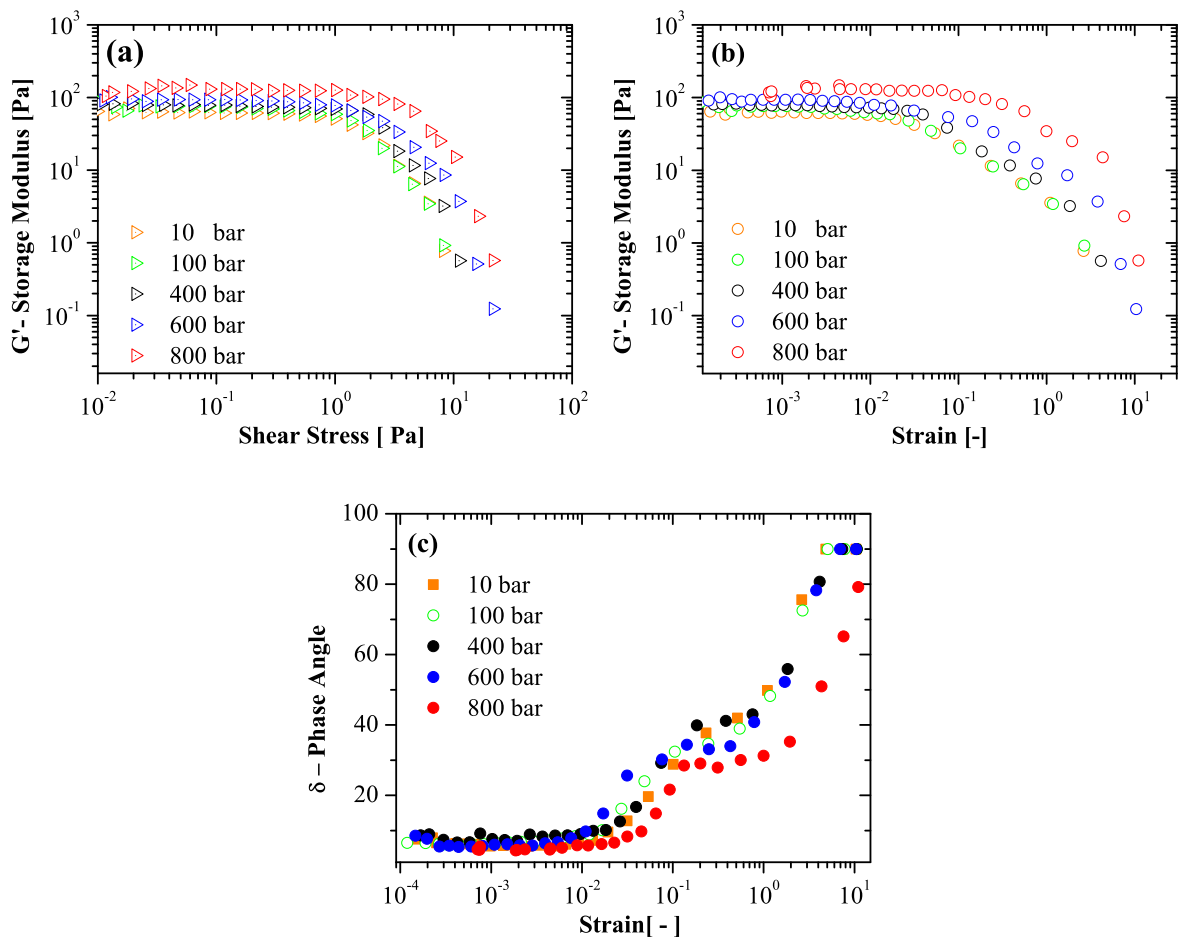 (a)
G'- Storage Modulus [Pa]
10³
10²
10¹
10⁰
10⁻¹
10 bar
100 bar
400 bar
600 bar
800 bar
10⁻² 10⁻¹ 10⁰ 10¹ 10²
Shear Stress [ Pa]
(b)
G'- Storage Modulus [Pa]
10³
10²
10¹
10⁰
10⁻¹
10 bar
100 bar
400 bar
600 bar
800 bar
10⁻³ 10⁻² 10⁻¹ 10⁰ 10¹
Strain [-]
(c)
δ – Phase Angle
100
80
60
40
20
10 bar
100 bar
400 bar
600 bar
800 bar
10⁻⁴ 10⁻³ 10⁻² 10⁻¹ 10⁰ 10¹
Strain[ - ]